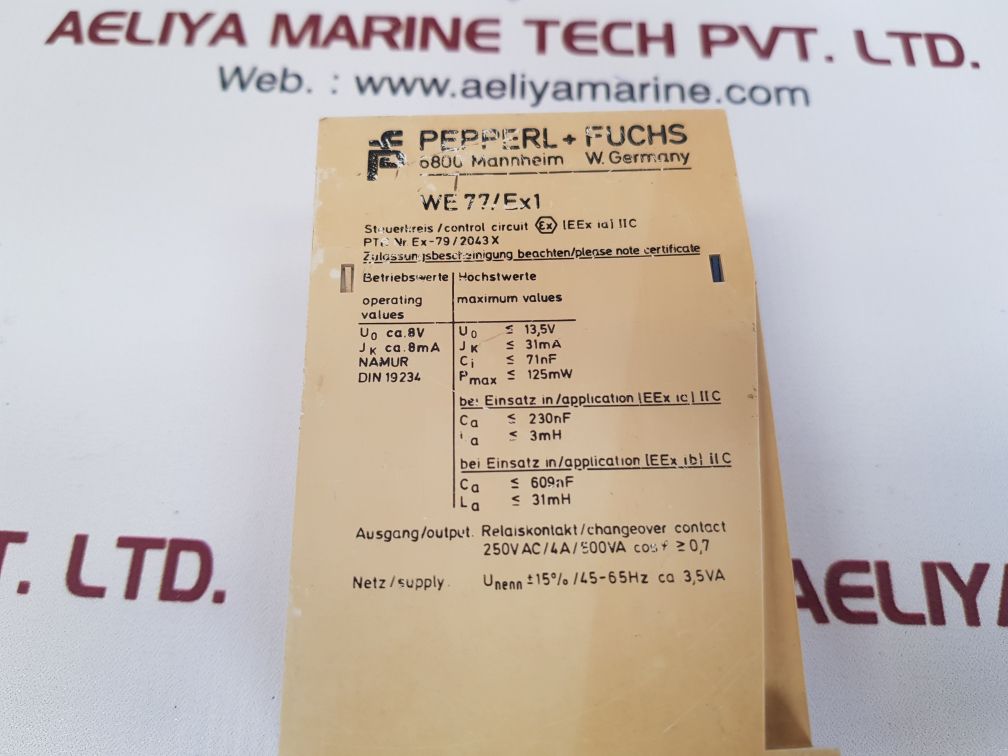 AELIYA MARINE TECH PVT. LTD.
Web. : www.aeliyamarine.com
PEPPERL + FUCHS
6800 Mannheim W. Germany
WE 77/Ex1
Steuerkreis/control circuit Ex [EEx ia] IIC
PTB Nr Ex-79/2043 X
Zulassungsbescheinigung beachten/please note certificate
Betriebswerte Höchstwerte
operating maximum values
values
U₀ ca. 8V U₀ ≤ 13,5V
Jₖ ca. 8mA Jₖ ≤ 31mA
NAMUR Cᵢ ≤ 71nF
DIN 19234 Pmax ≤ 125mW
bei Einsatz in/application [EEx ] IIC
Ca ≤ 230nF
a ≤ 3mH
bei Einsatz in/application [EEx ib] IIC
Ca ≤ 609nF
La ≤ 31mH
Ausgang/output. Relaiskontakt/changeover contact
250V AC/4A/500VA cos φ ≥ 0,7
Netz/supply. Unenn ±15%/45-65Hz ca 3,5VA
T. LTD.
AELIY